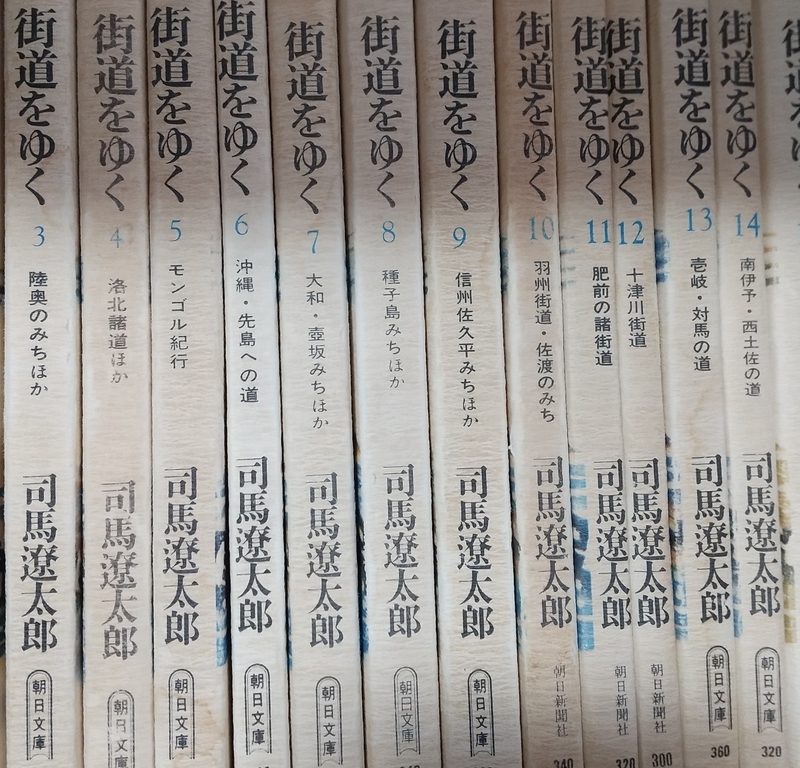 街道をゆく
3
陸奥のみちほか
司馬遼太郎
朝日文庫
街道をゆく
4
洛北諸道ほか
司馬遼太郎
朝日文庫
街道をゆく
5
モンゴル紀行
司馬遼太郎
朝日文庫
街道をゆく
6
沖縄・先島への道
司馬遼太郎
朝日文庫
街道をゆく
7
大和・壺坂みちほか
司馬遼太郎
朝日文庫
街道をゆく
8
種子島みちほか
司馬遼太郎
朝日文庫
街道をゆく
9
信州佐久平みちほか
司馬遼太郎
朝日文庫
街道をゆく
10
羽州街道・佐渡のみち
司馬遼太郎
朝日新聞社
340
街道をゆく
11
肥前の諸街道
司馬遼太郎
朝日新聞社
320
街道をゆく
12
十津川街道
司馬遼太郎
朝日新聞社
300
街道をゆく
13
壱岐・対馬の道
司馬遼太郎
朝日文庫
360
街道をゆく
14
南伊予・西土佐の道
司馬遼太郎
朝日文庫
320